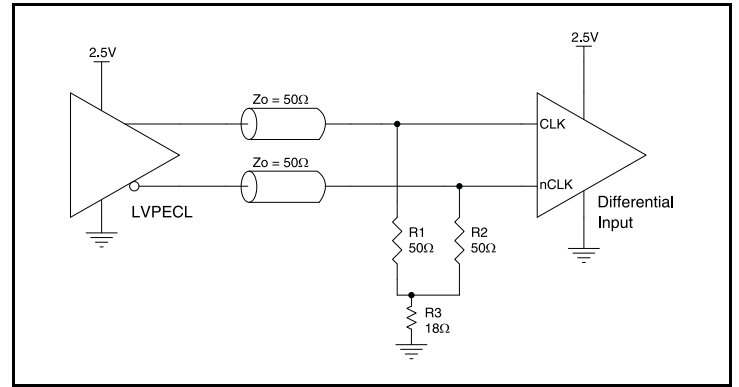 2.5V
2.5V
Zo = 50Ω
CLK
Zo = 50Ω
nCLK
LVPECL
Differential
Input
R1
50Ω
R2
50Ω
R3
18Ω